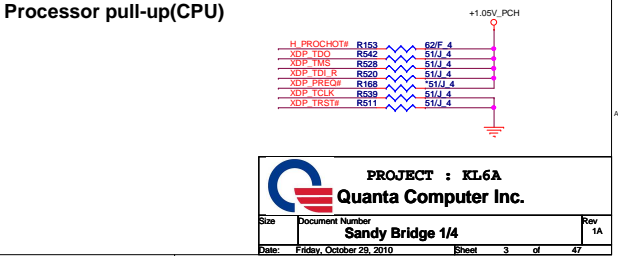 Processor pull-up(CPU)
+1.05V_PCH
H_PROCHOT# R153 62/F_4
XDP_TDO R542 51/J_4
XDP_TMS R528 51/J_4
XDP_TDI_R R520 51/J_4
XDP_PREQ# R168 *51/J_4
XDP_TCLK R539 51/J_4
XDP_TRST# R511 51/J_4
A
PROJECT : KL6A
Quanta Computer Inc.
Size Document Number Rev
Sandy Bridge 1/4 1A
Date: Friday, October 29, 2010 Sheet 3 of 47